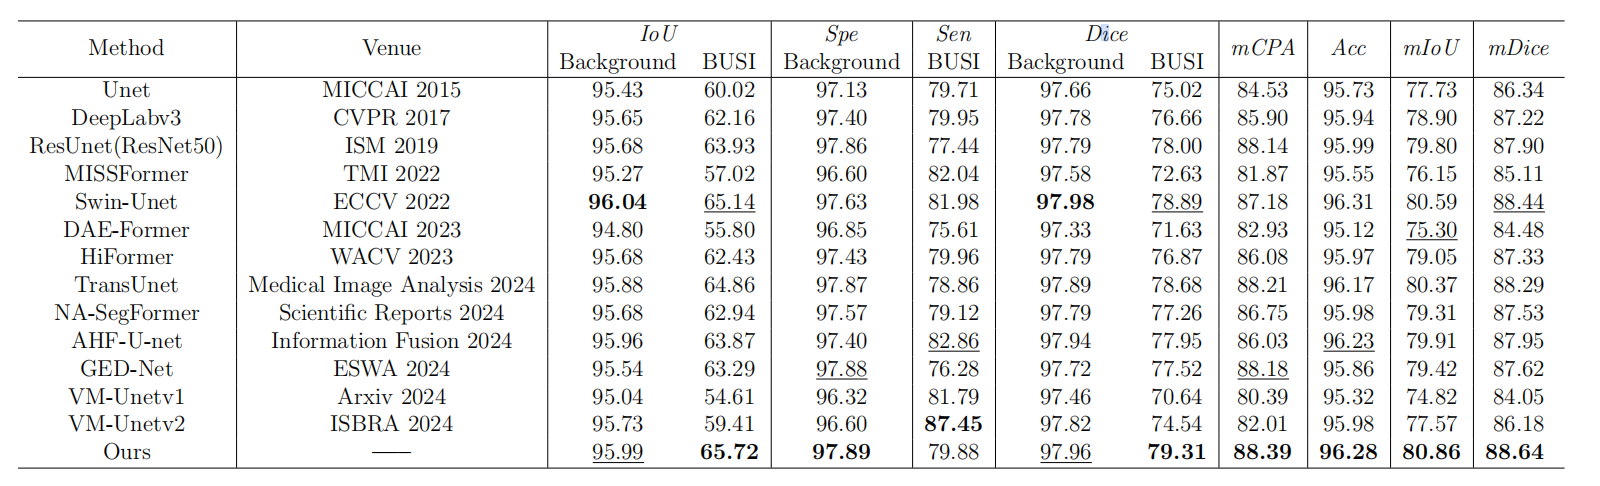 Method Venue IoU Spe Sen Dice mCPA Acc mIoU mDice
Background BUSI Background BUSI Background BUSI
Unet MICCAI 2015 95.43 60.02 97.13 79.71 97.66 75.02 84.53 95.73 77.73 86.34
DeepLabv3 CVPR 2017 95.65 62.16 97.40 79.95 97.78 76.66 85.90 95.94 78.90 87.22
ResUnet(ResNet50) ISM 2019 95.68 63.93 97.86 77.44 97.79 78.00 88.14 95.99 79.80 87.90
MISSFormer TMI 2022 95.27 57.02 96.60 82.04 97.58 72.63 81.87 95.55 76.15 85.11
Swin-Unet ECCV 2022 96.04 65.14 97.63 81.98 97.98 78.89 87.18 96.31 80.59 88.44
DAE-Former MICCAI 2023 94.80 55.80 96.85 75.61 97.33 71.63 82.93 95.12 75.30 84.48
HiFormer WACV 2023 95.68 62.43 97.43 79.96 97.79 76.87 86.08 95.97 79.05 87.33
TransUnet Medical Image Analysis 2024 95.88 64.86 97.87 78.86 97.89 78.68 88.21 96.17 80.37 88.29
NA-SegFormer Scientific Reports 2024 95.68 62.94 97.57 79.12 97.79 77.26 86.75 95.98 79.31 87.53
AHF-U-net Information Fusion 2024 95.96 63.87 97.40 82.86 97.94 77.95 86.03 96.23 79.91 87.95
GED-Net ESWA 2024 95.54 63.29 97.88 76.28 97.72 77.52 88.18 95.86 79.42 87.62
VM-Unetv1 Arxiv 2024 95.04 54.61 96.32 81.79 97.46 70.64 80.39 95.32 74.82 84.05
VM-Unetv2 ISBRA 2024 95.73 59.41 96.60 87.45 97.82 74.54 82.01 95.98 77.57 86.18
Ours —– 95.99 65.72 97.89 79.88 97.96 79.31 88.39 96.28 80.86 88.64